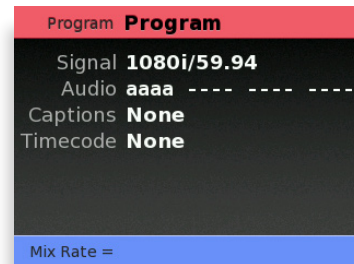 Program Program
Signal 1080i/59.94
Audio aaaa ---- ---- ----
Captions None
Timecode None
Mix Rate =